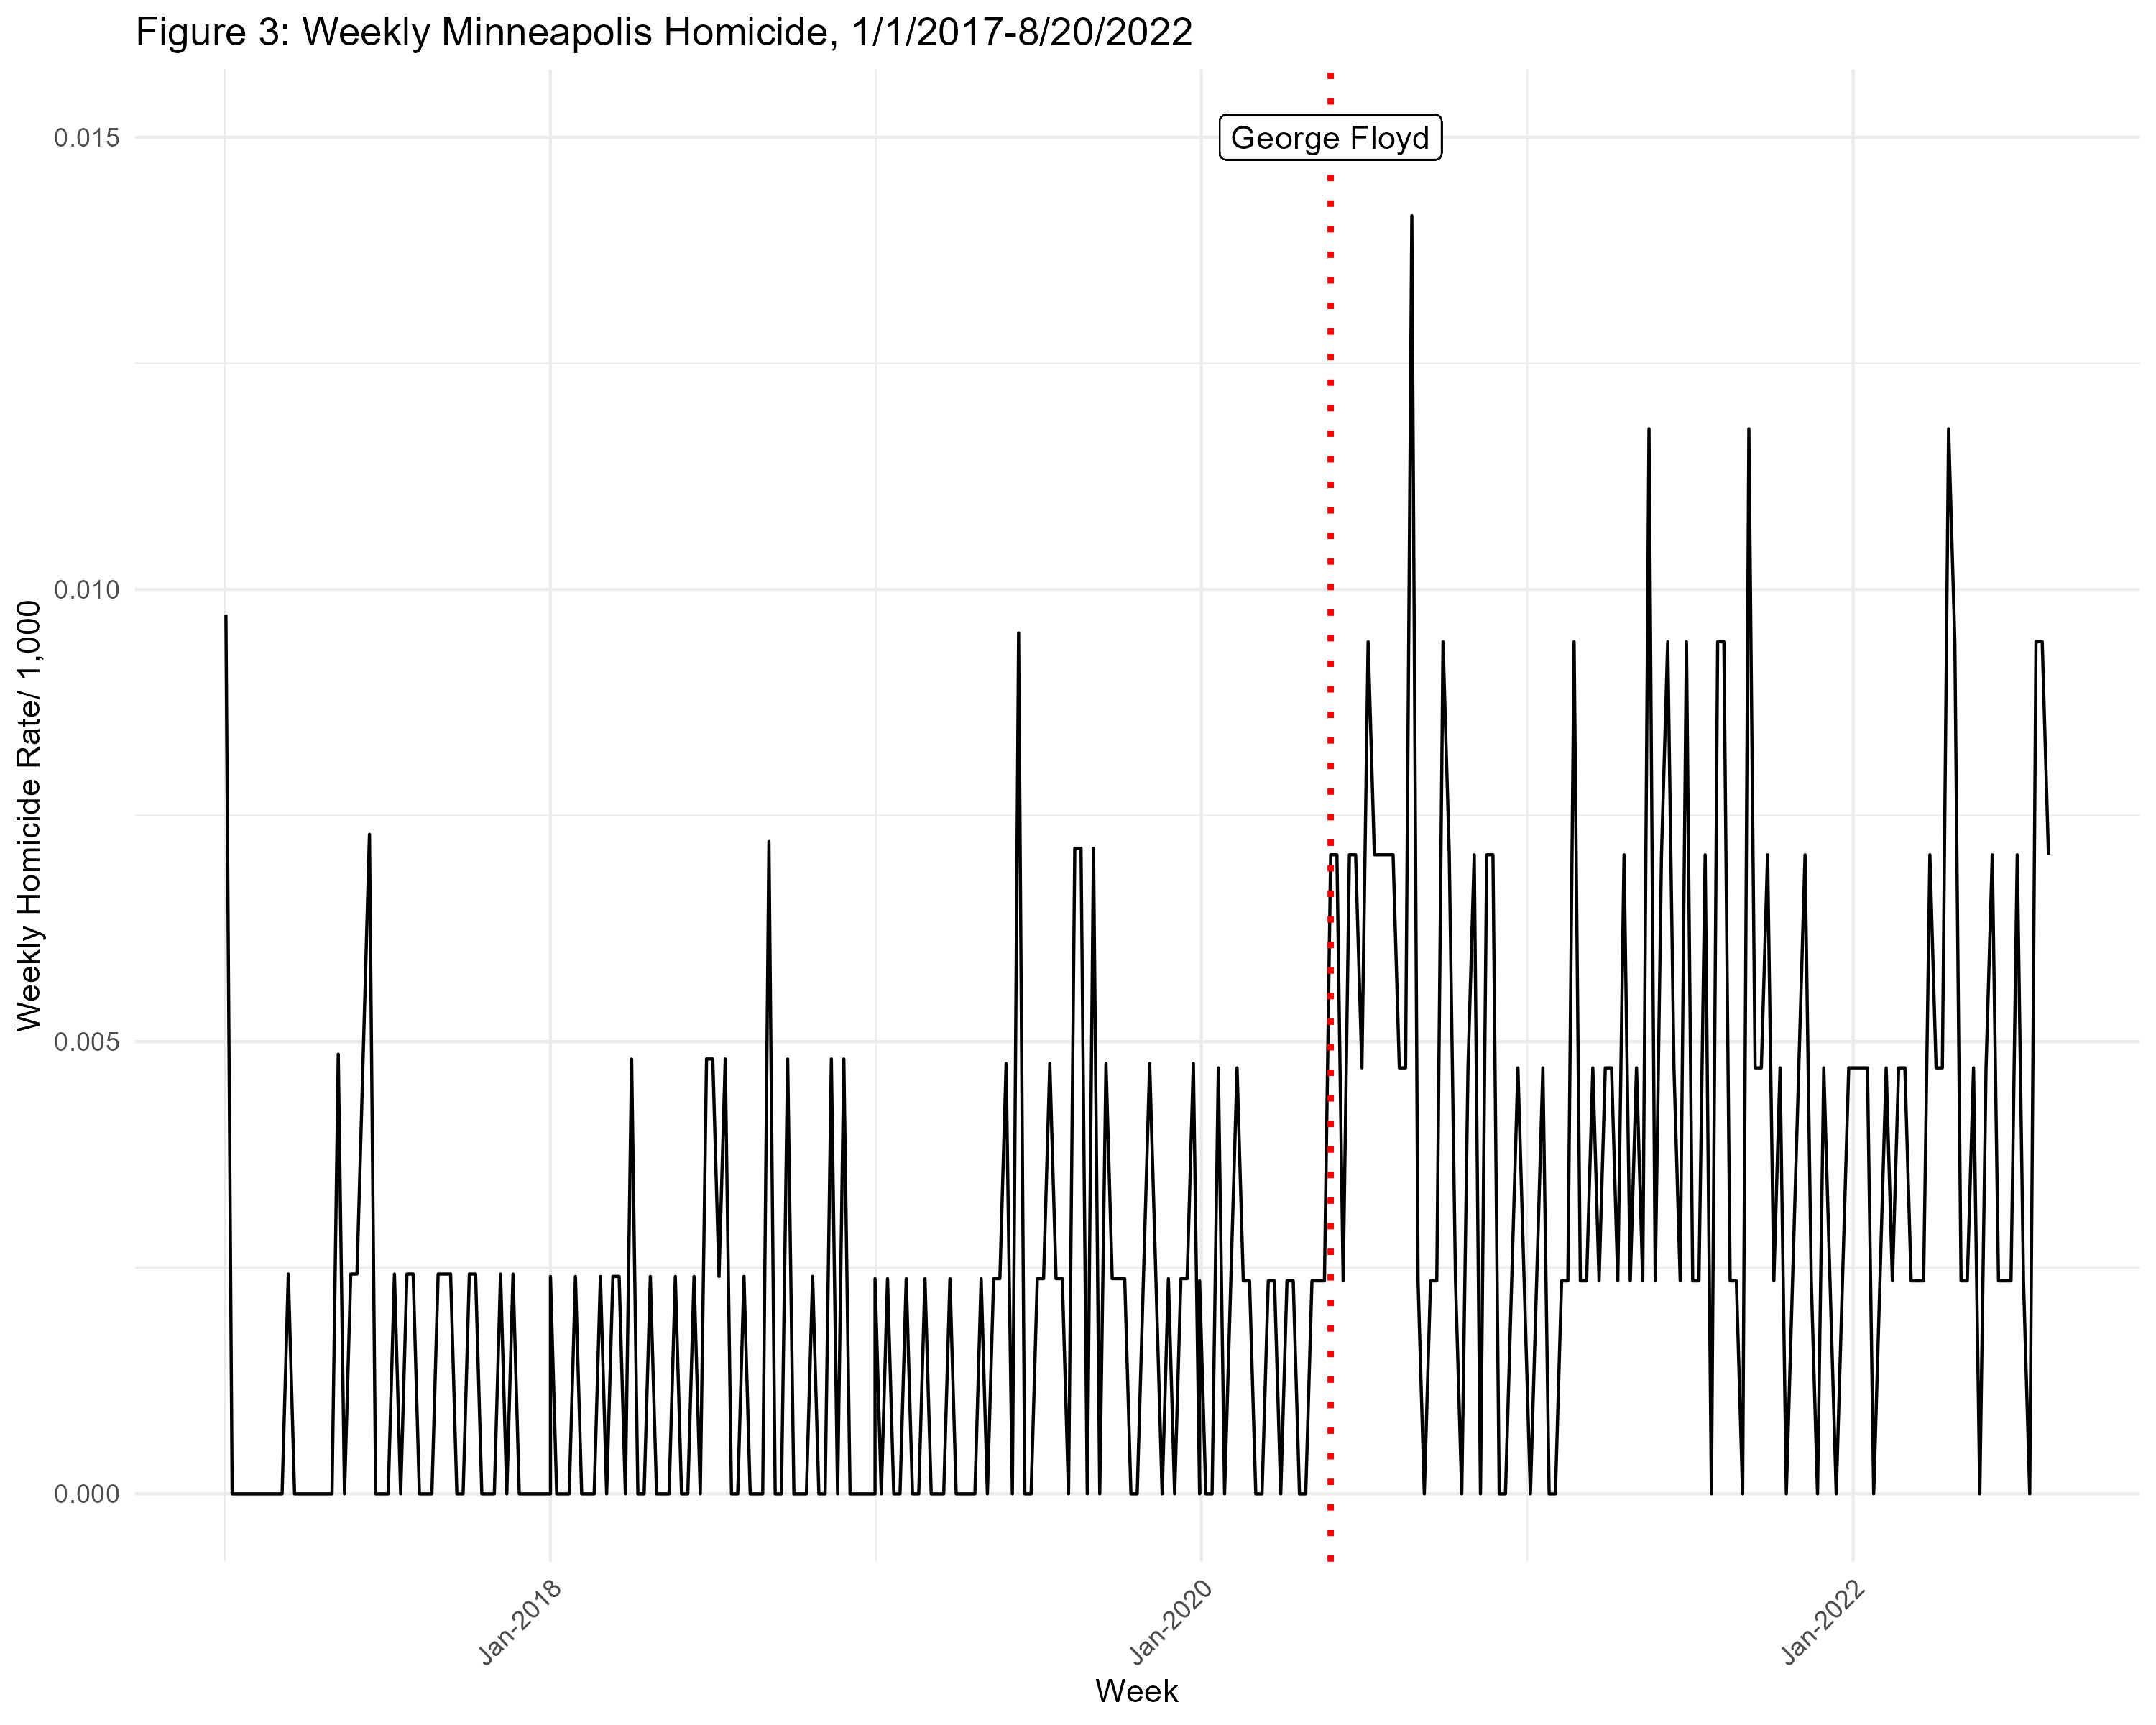 Figure 3: Weekly Minneapolis Homicide, 1/1/2017-8/20/2022
George Floyd
0.015
0.010
0.005
0.000
Weekly Homicide Rate/ 1,000
Jan-2018
Jan-2020
Jan-2022
Week